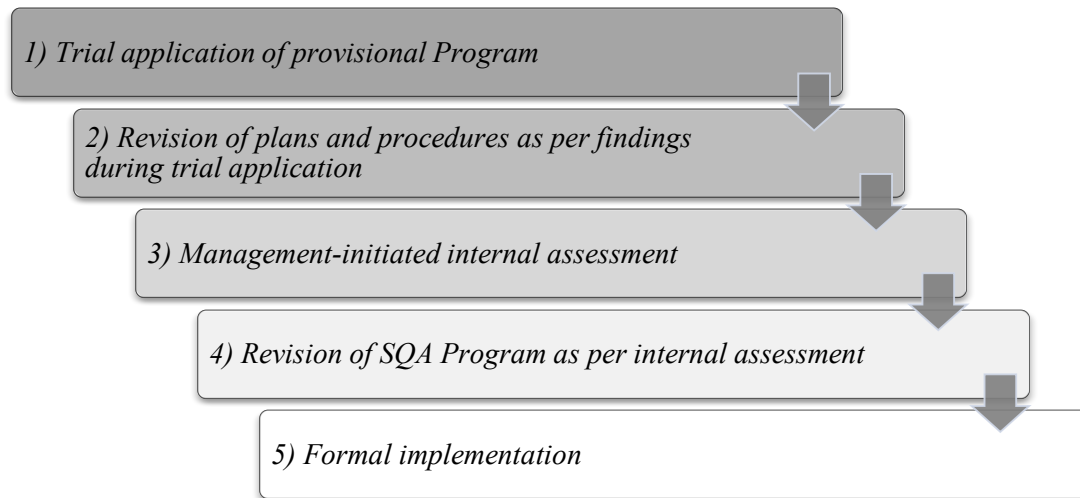 1) Trial application of provisional Program
2) Revision of plans and procedures as per findings
during trial application
3) Management-initiated internal assessment
4) Revision of SQA Program as per internal assessment
5) Formal implementation